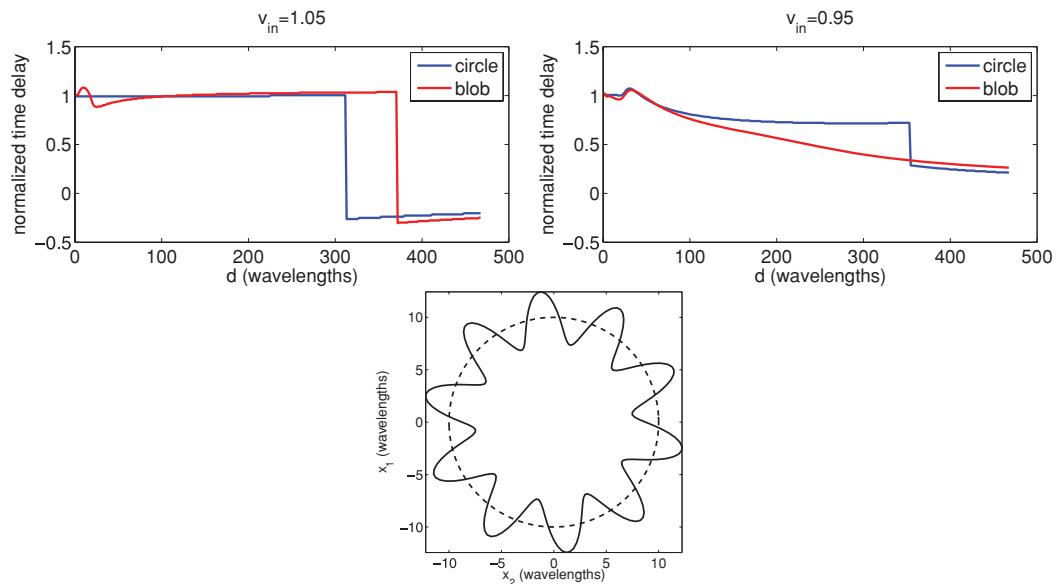 v_in=1.05
normalized time delay
1.5
1
0.5
0
−0.5
0
100
200
300
400
500
d (wavelengths)
circle
blob
v_in=0.95
normalized time delay
1.5
1
0.5
0
−0.5
0
100
200
300
400
500
d (wavelengths)
circle
blob
x_1 (wavelengths)
10
5
0
−5
−10
−10
−5
0
5
10
x_2 (wavelengths)